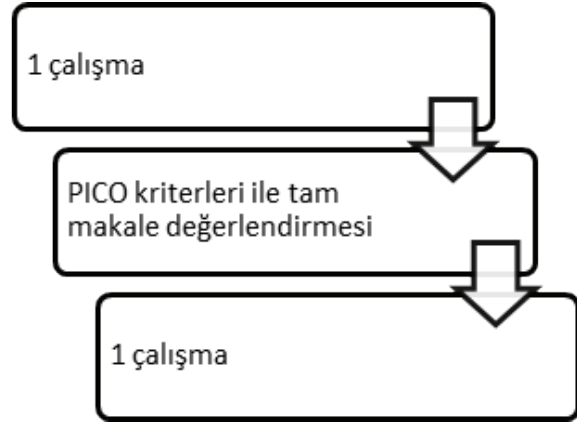 1 çalışma
PICO kriterleri ile tam
makale değerlendirmesi
1 çalışma